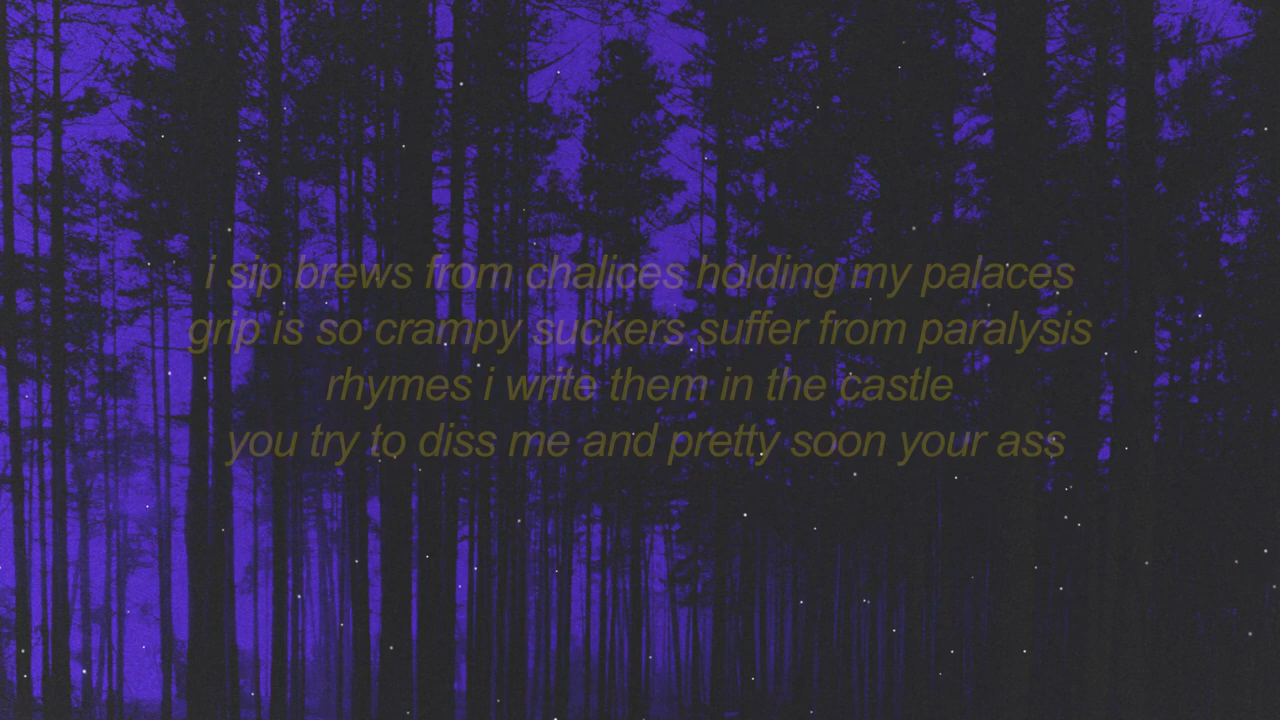 i sip brews from chalices holding my palaces
grip is so crampy suckers suffer from paralysis
rhymes i write them in the castle
you try to diss me and pretty soon your ass